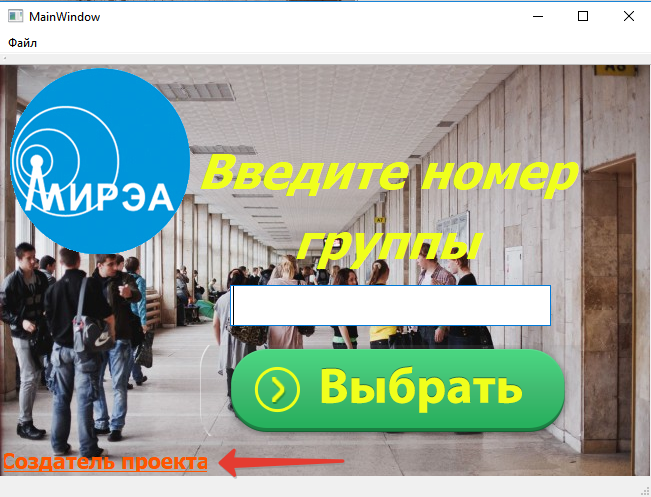 MainWindow
Файл
МИРЭА
Введите номер
группы
Выбрать
Создатель проекта